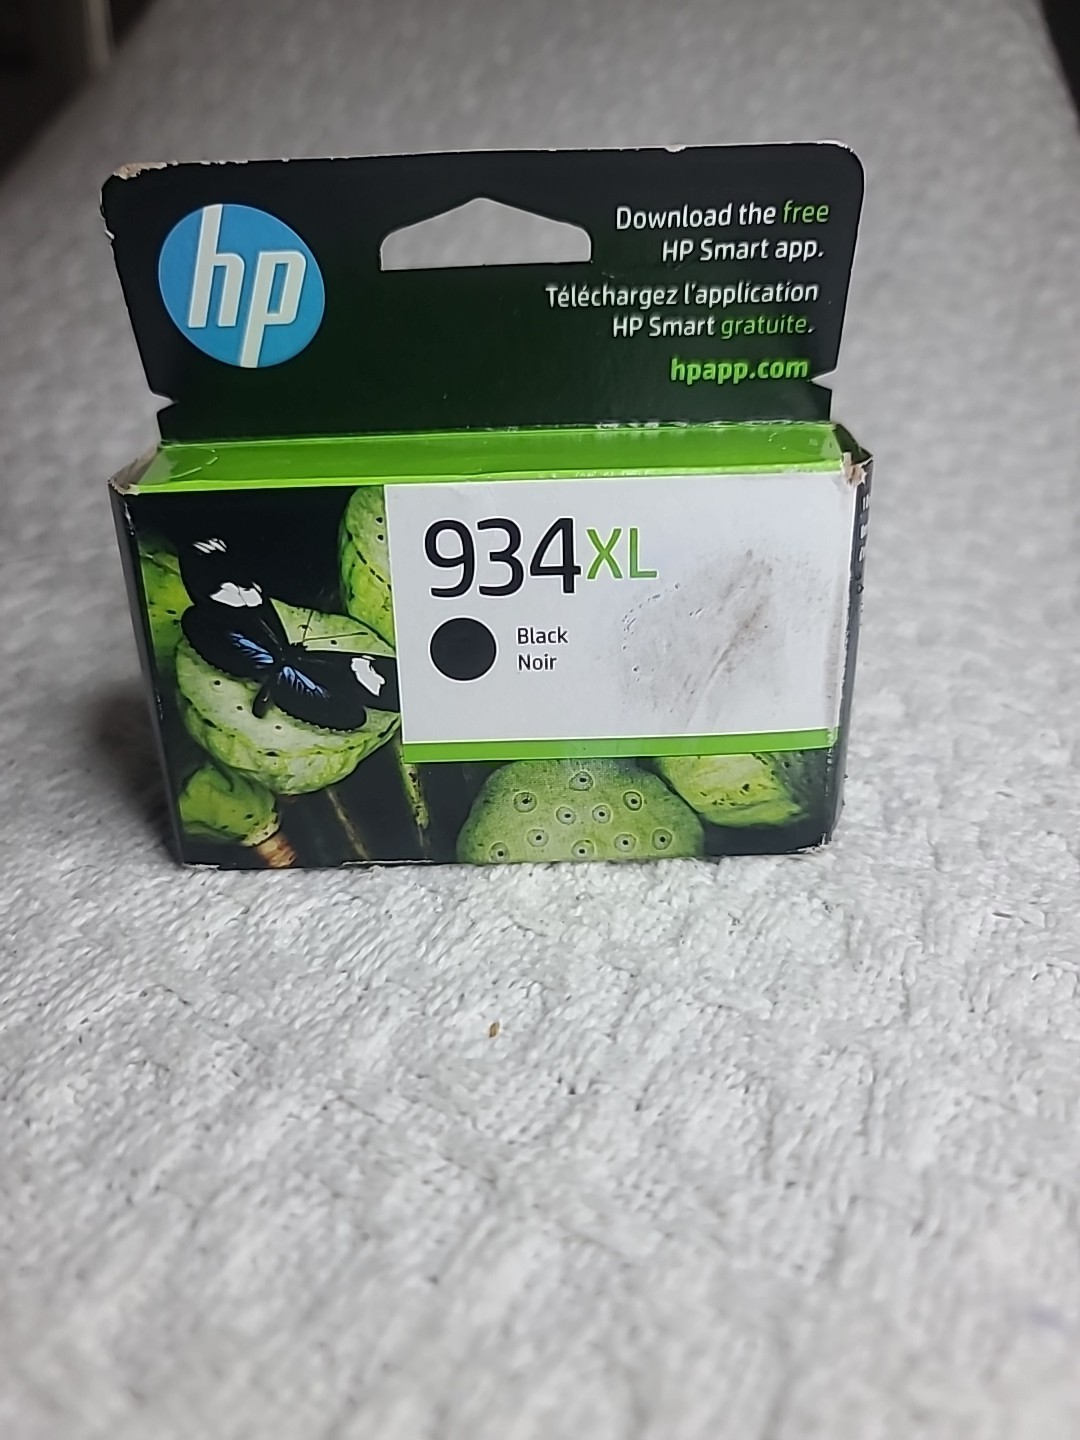 hp
Download the free
HP Smart app.
Téléchargez l'application
HP Smart gratuite.
hpapp.com
934XL
Black
Noir